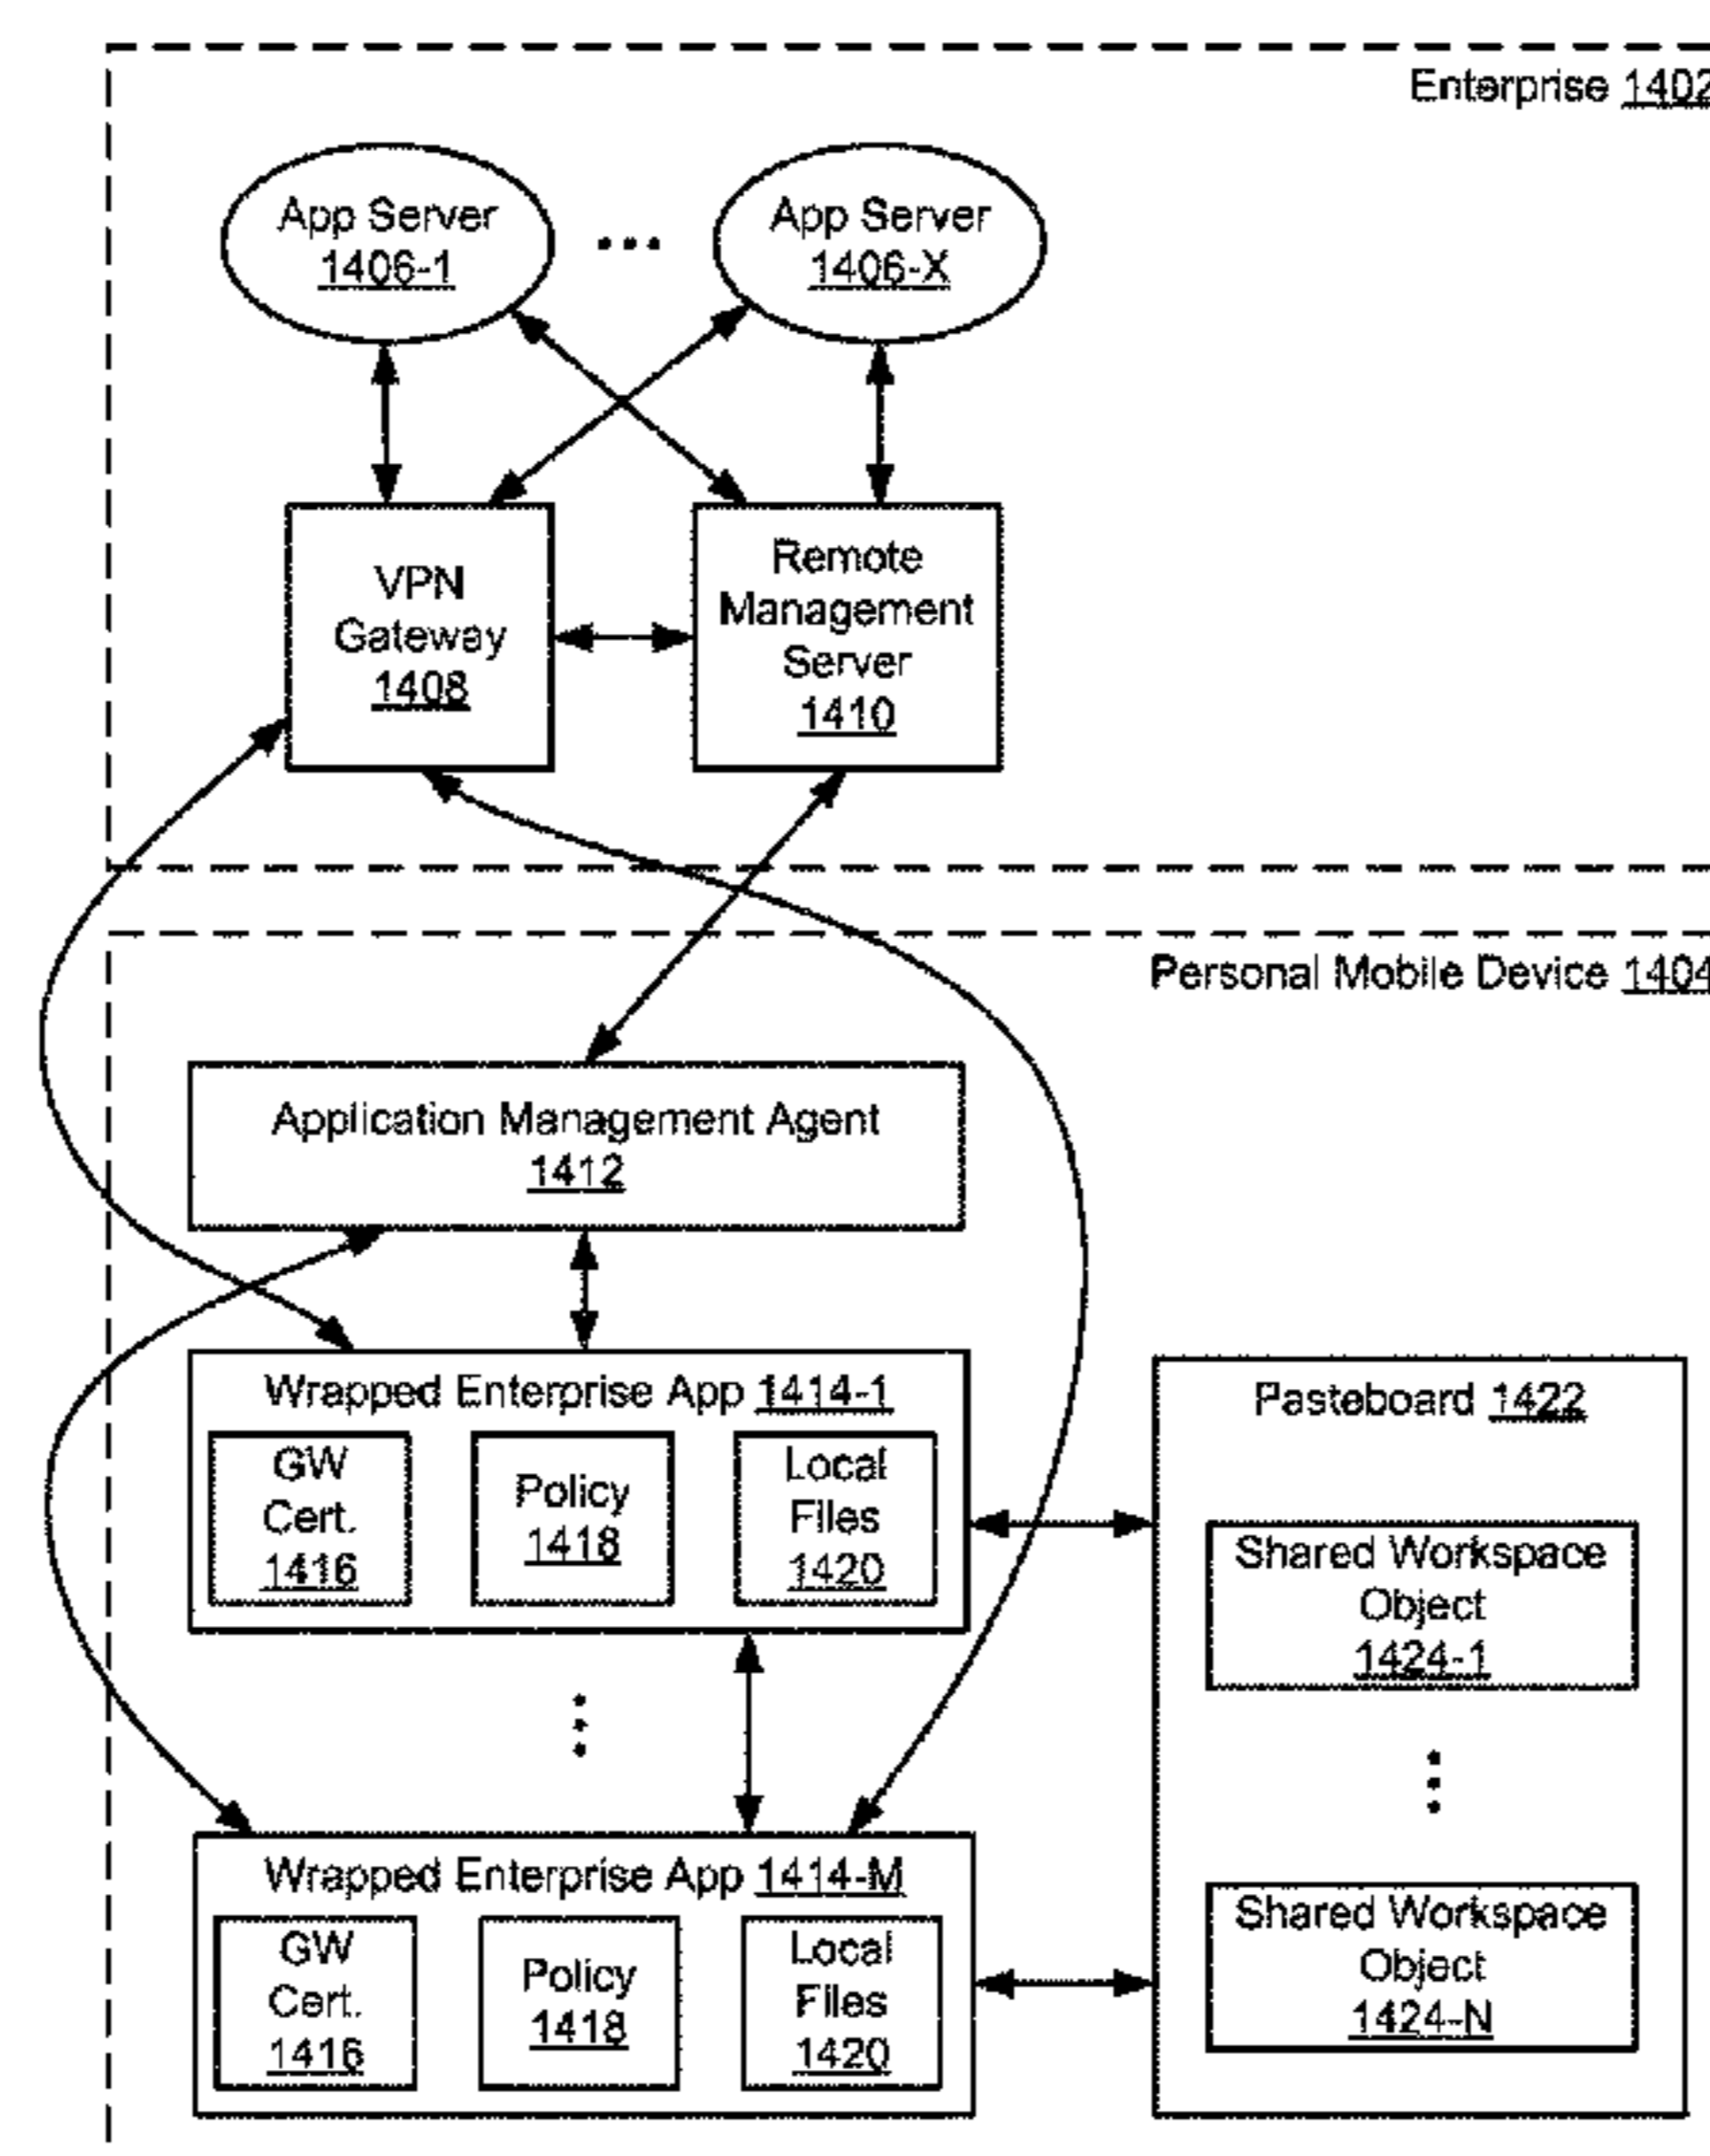 Enterprise 1402
App Server
1406-1
App Server
1406-X
VPN
Gateway
1408
Remote
Management
Server
1410
Personal Mobile Device 1404
Application Management Agent
1412
Wrapped Enterprise App 1414-1
GW
Cert.
1416
Policy
1418
Local
Files
1420
Pasteboard 1422
Shared Workspace
Object
1424-1
Wrapped Enterprise App 1414-M
GW
Cert.
1416
Policy
1418
Local
Files
1420
Shared Workspace
Object
1424-N